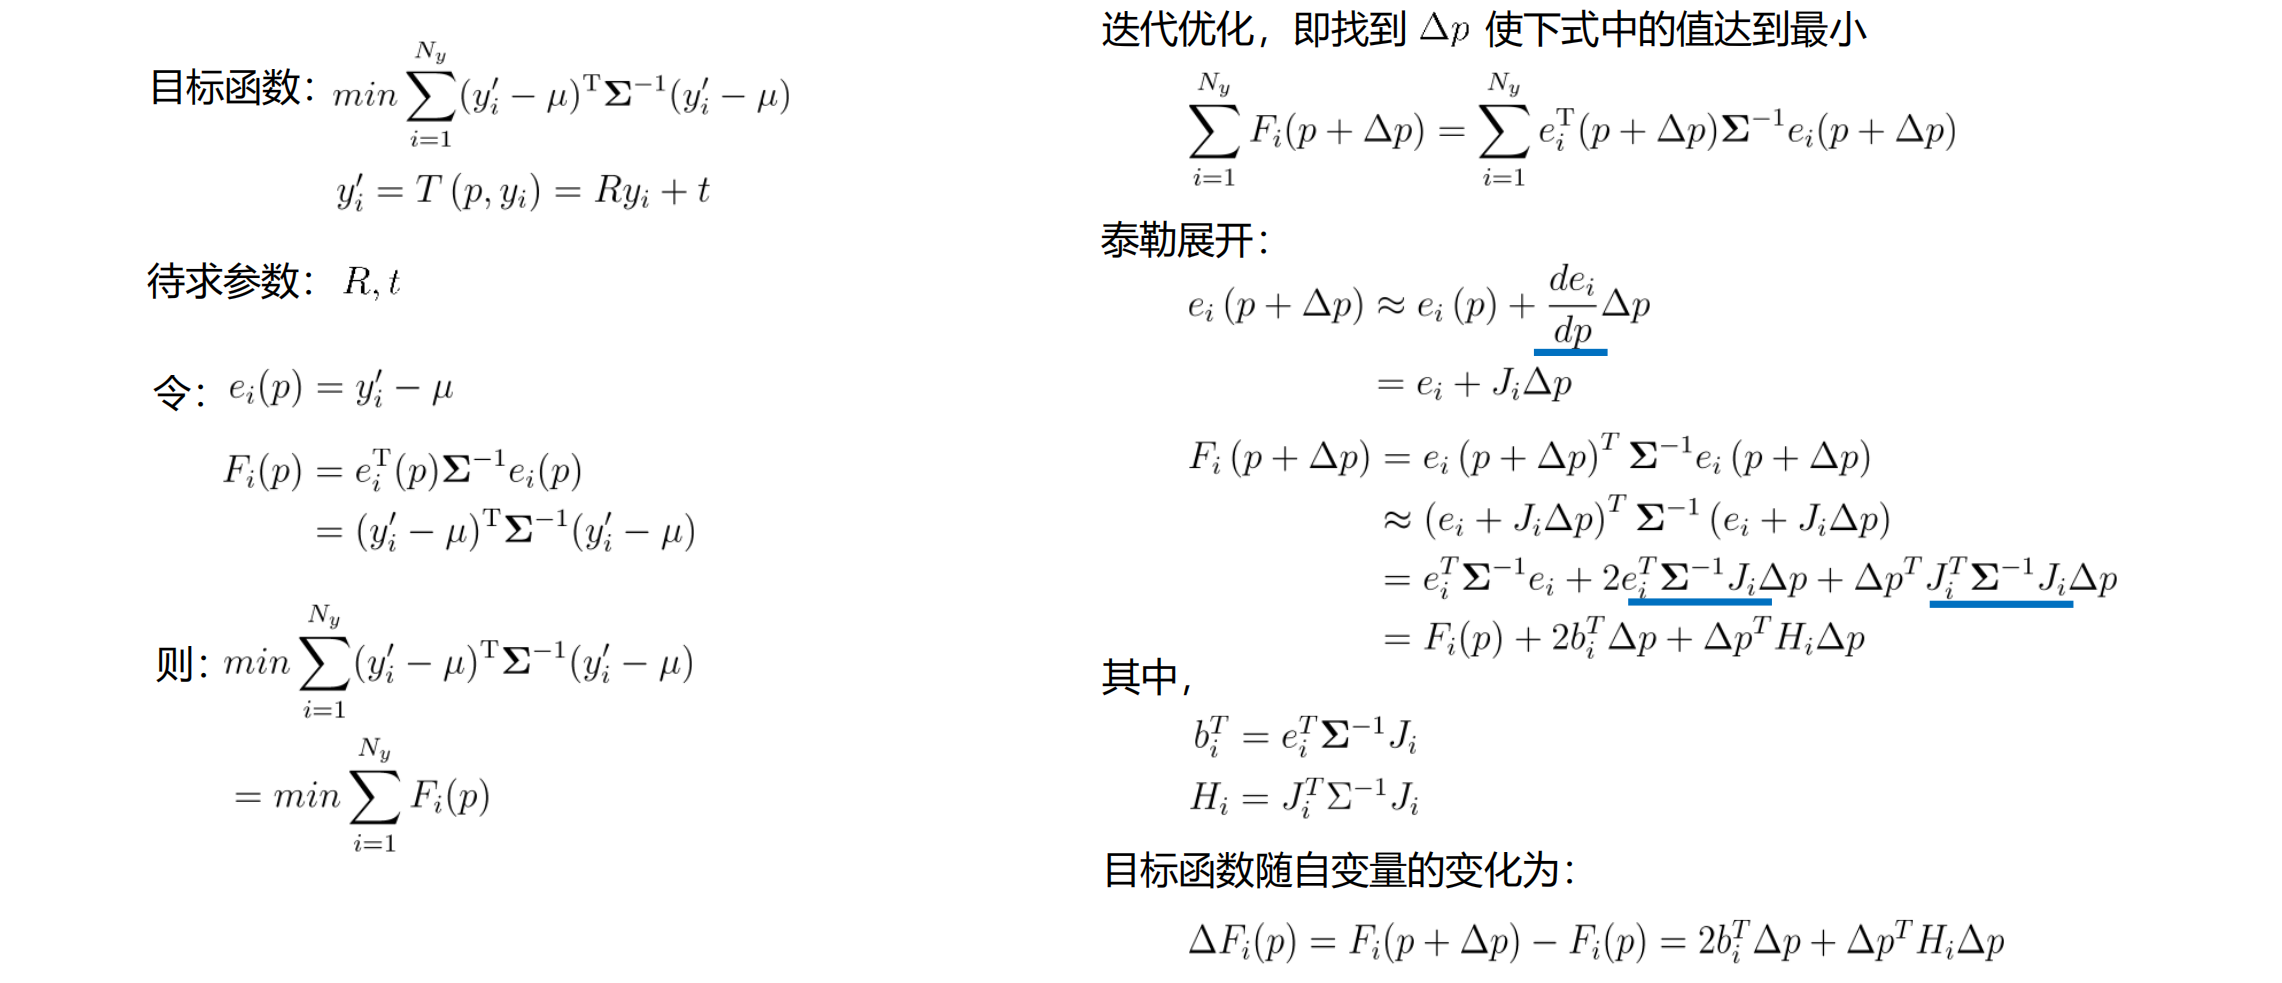 目标函数： $min \sum_{i=1}^{N_y} (y_i' - \mu)^{\mathrm{T}} \mathbf{\Sigma}^{-1} (y_i' - \mu)$
$y_i' = T(p, y_i) = Ry_i + t$
待求参数： $R, t$
令： $e_i(p) = y_i' - \mu$
$F_i(p) = e_i^{\mathrm{T}}(p) \mathbf{\Sigma}^{-1} e_i(p)$
$= (y_i' - \mu)^{\mathrm{T}} \mathbf{\Sigma}^{-1} (y_i' - \mu)$
则： $min \sum_{i=1}^{N_y} (y_i' - \mu)^{\mathrm{T}} \mathbf{\Sigma}^{-1} (y_i' - \mu)$
$= min \sum_{i=1}^{N_y} F_i(p)$
迭代优化，即找到 $\Delta p$ 使下式中的值达到最小
$\sum_{i=1}^{N_y} F_i(p + \Delta p) = \sum_{i=1}^{N_y} e_i^{\mathrm{T}}(p + \Delta p) \mathbf{\Sigma}^{-1} e_i(p + \Delta p)$
泰勒展开：
$e_i(p + \Delta p) \approx e_i(p) + \frac{de_i}{dp} \Delta p$
$= e_i + J_i \Delta p$
$F_i(p + \Delta p) = e_i(p + \Delta p)^T \mathbf{\Sigma}^{-1} e_i(p + \Delta p)$
$\approx (e_i + J_i \Delta p)^T \mathbf{\Sigma}^{-1} (e_i + J_i \Delta p)$
$= e_i^T \mathbf{\Sigma}^{-1} e_i + 2e_i^T \mathbf{\Sigma}^{-1} J_i \Delta p + \Delta p^T J_i^T \mathbf{\Sigma}^{-1} J_i \Delta p$
$= F_i(p) + 2b_i^T \Delta p + \Delta p^T H_i \Delta p$
其中，
$b_i^T = e_i^T \mathbf{\Sigma}^{-1} J_i$
$H_i = J_i^T \Sigma^{-1} J_i$
目标函数随自变量的变化为：
$\Delta F_i(p) = F_i(p + \Delta p) - F_i(p) = 2b_i^T \Delta p + \Delta p^T H_i \Delta p$